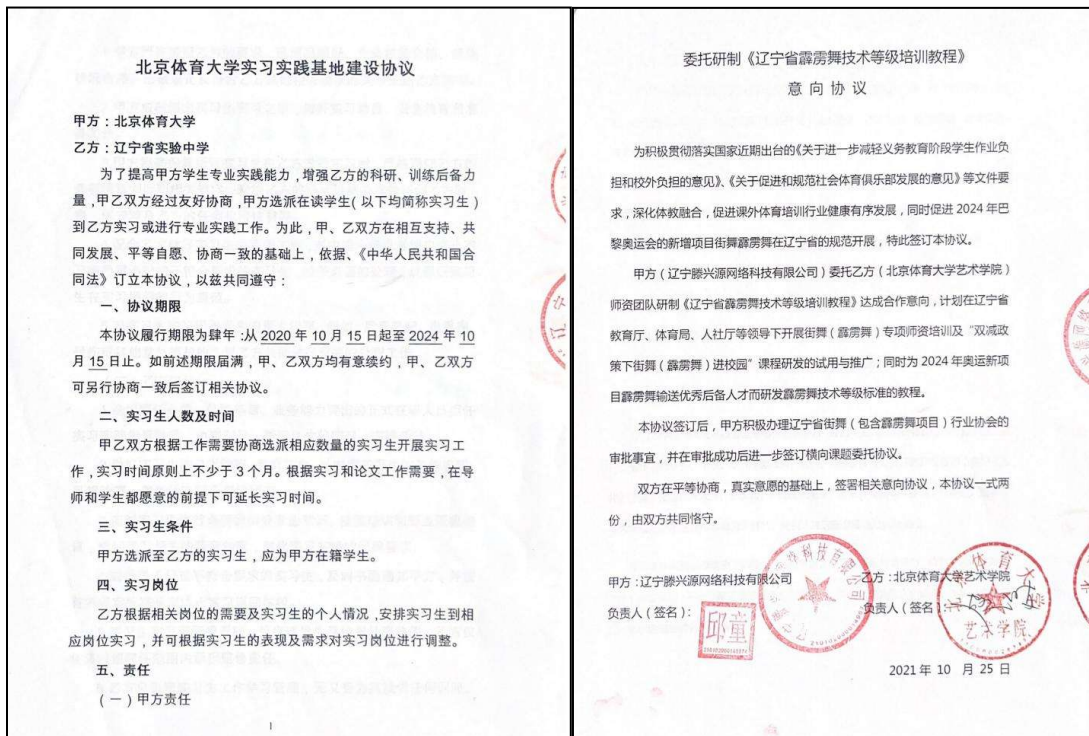 北京体育大学实习实践基地建设协议
甲方：北京体育大学
乙方：辽宁省实验中学
为了提高甲方学生专业实践能力，增强乙方的科研、训练后备力
量，甲乙双方经过友好协商，甲方选派在读学生（以下均简称实习生）
到乙方实习或进行专业实践工作。为此，甲、乙双方在相互支持、共
同发展、平等自愿、协商一致的基础上，依据、《中华人民共和国合
同法》订立本协议，以兹共同遵守：
一、协议期限
本协议履行期限为肆年：从 2020 年 10 月 15 日起至 2024 年 10
月 15 日止。如前述期限届满，甲、乙双方均有意续约，甲、乙双方
可另行协商一致后签订相关协议。
二、实习生人数及时间
甲乙双方根据工作需要协商选派相应数量的实习生开展实习工
作，实习时间原则上不少于 3 个月。根据实习和论文工作需要，在导
师和学生都愿意的前提下可延长实习时间。
三、实习生条件
甲方选派至乙方的实习生，应为甲方在籍学生。
四、实习岗位
乙方根据相关岗位的需要及实习生的个人情况，安排实习生到相
应岗位实习，并可根据实习生的表现及需求对实习岗位进行调整。
五、责任
（一）甲方责任
1
委托研制《辽宁省霹雳舞技术等级培训教程》
意向协议
为积极贯彻落实国家近期出台的《关于进一步减轻义务教育阶段学生作业负
担和校外负担的意见》、《关于促进和规范社会体育俱乐部发展的意见》等文件要
求，深化体教融合，促进课外体育培训行业健康有序发展，同时促进 2024 年巴
黎奥运会的新增项目街舞霹雳舞在辽宁省的规范开展，特此签订本协议。
甲方（辽宁滕兴源网络科技有限公司）委托乙方（北京体育大学艺术学院）
师资团队研制《辽宁省霹雳舞技术等级培训教程》达成合作意向，计划在辽宁省
教育厅、体育局、人社厅等领导下开展街舞（霹雳舞）专项师资培训及“双减政
策下街舞（霹雳舞）进校园”课程研发的试用与推广；同时为 2024 年奥运新项
目霹雳舞输送优秀后备人才而研发霹雳舞技术等级标准的教程。
本协议签订后，甲方积极办理辽宁省街舞（包含霹雳舞项目）行业协会的
审批事宜，并在审批成功后进一步签订横向课题委托协议。
双方在平等协商，真实意愿的基础上，签署相关意向协议，本协议一式两
份，由双方共同恪守。
甲方：辽宁滕兴源网络科技有限公司
乙方：北京体育大学艺术学院
负责人（签名）：
邱童
负责人（签名）：
北京体育大学
艺术学院
2021 年 10 月 25 日